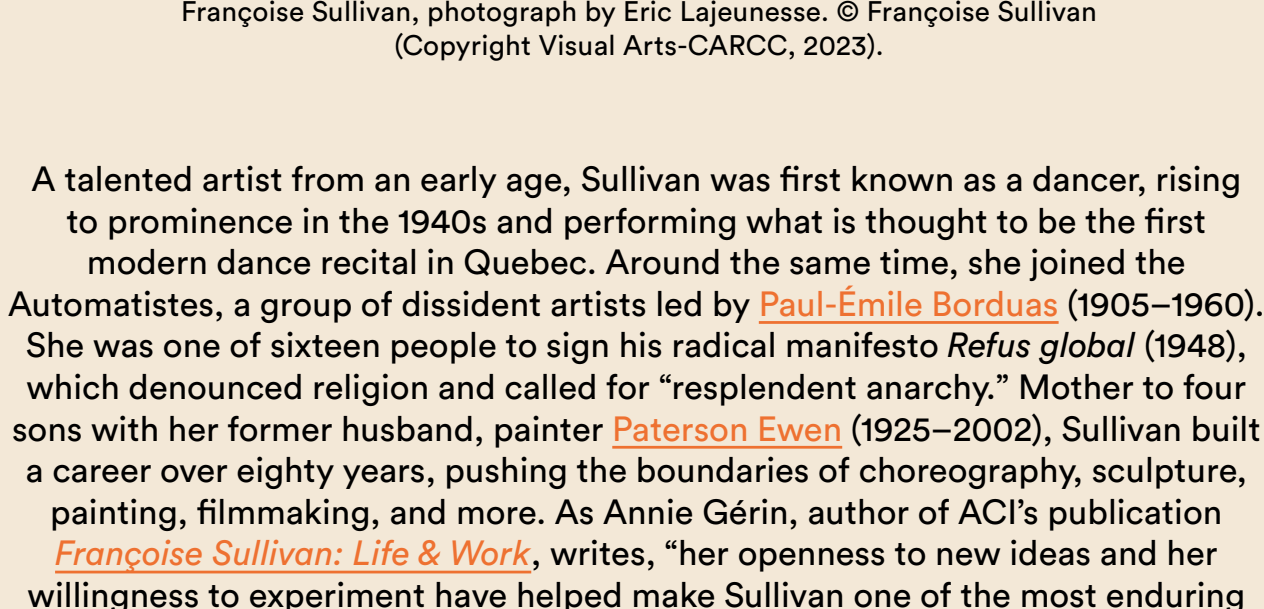 Françoise Sullivan, photograph by Eric Lajeunesse. © Françoise Sullivan
(Copyright Visual Arts-CARCC, 2023).
A talented artist from an early age, Sullivan was first known as a dancer, rising
to prominence in the 1940s and performing what is thought to be the first
modern dance recital in Quebec. Around the same time, she joined the
Automatistes, a group of dissident artists led by Paul-Émile Borduas (1905–1960).
She was one of sixteen people to sign his radical manifesto Refus global (1948),
which denounced religion and called for “resplendent anarchy.” Mother to four
sons with her former husband, painter Paterson Ewen (1925–2002), Sullivan built
a career over eighty years, pushing the boundaries of choreography, sculpture,
painting, filmmaking, and more. As Annie Gérin, author of ACI’s publication
Françoise Sullivan: Life & Work, writes, “her openness to new ideas and her
willingness to experiment have helped make Sullivan one of the most enduring